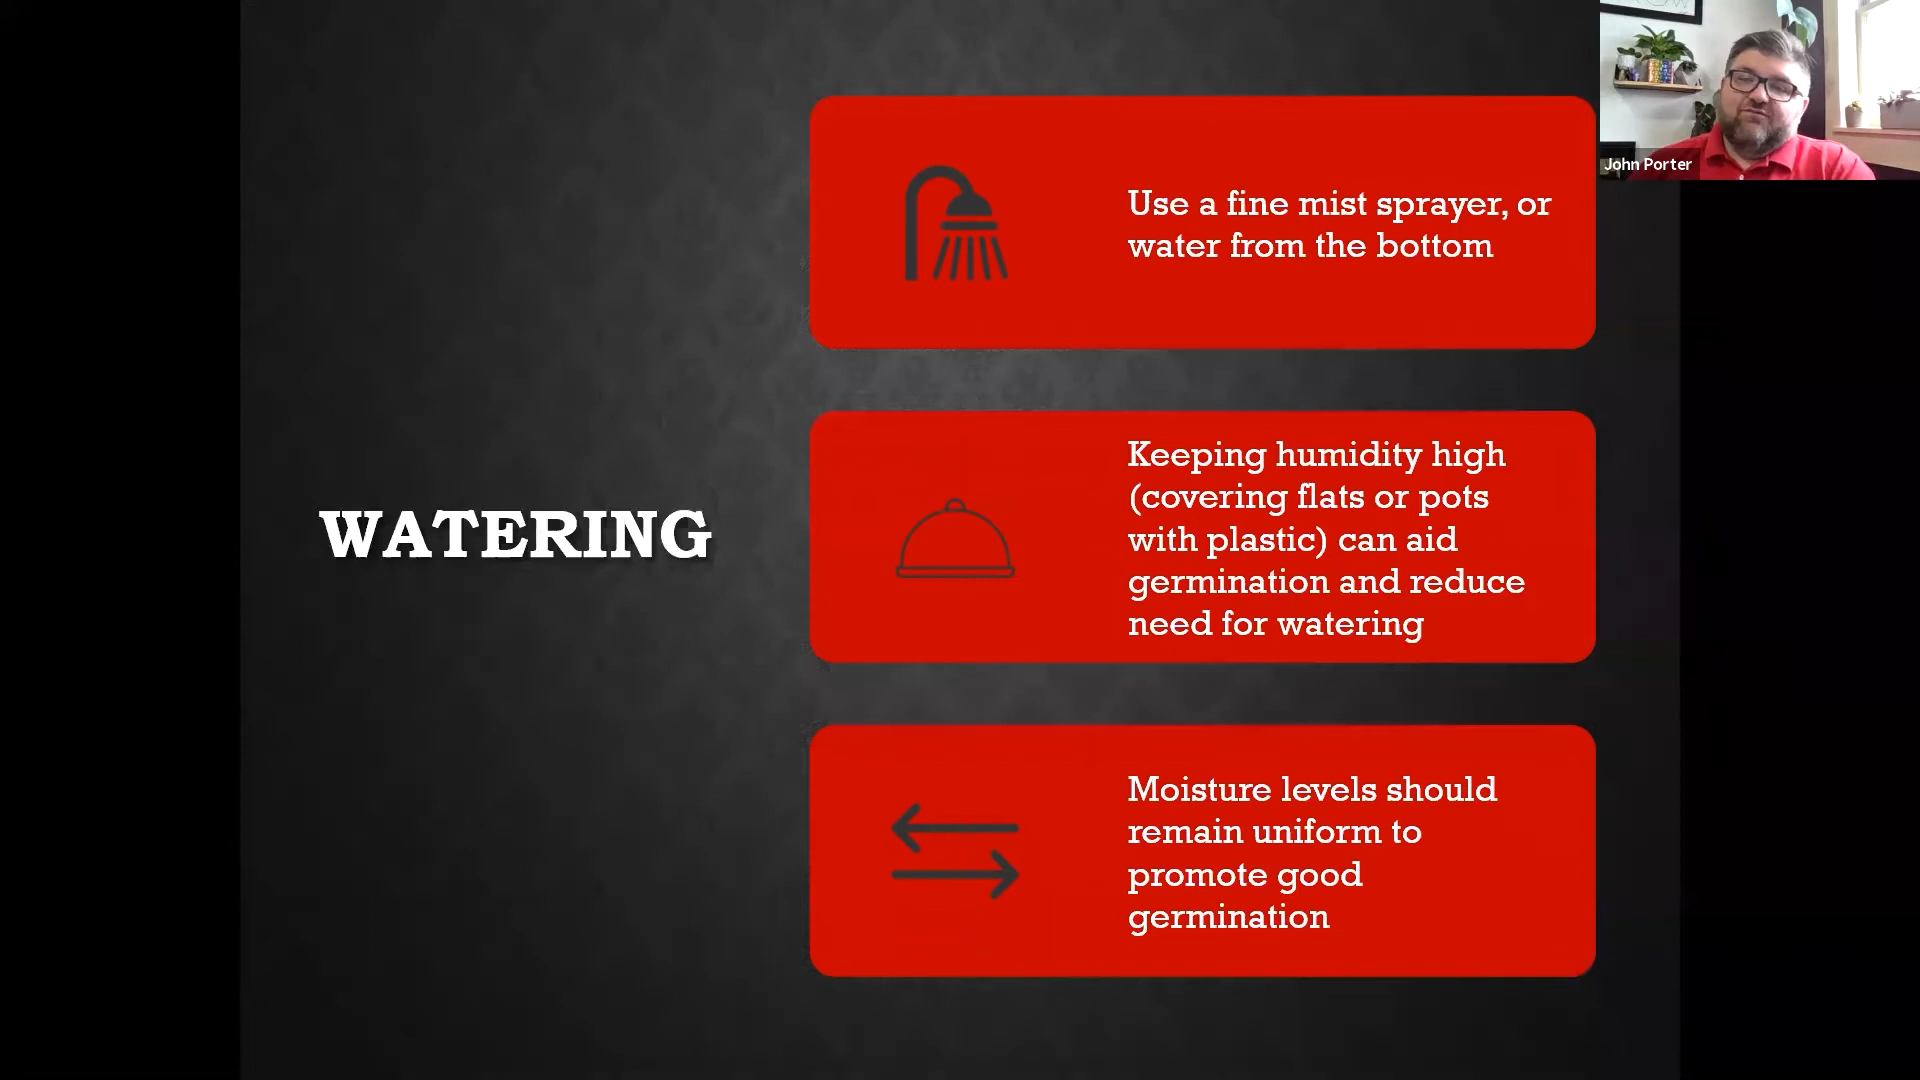 WATERING
Use a fine mist sprayer, or
water from the bottom
Keeping humidity high
(covering flats or pots
with plastic) can aid
germination and reduce
need for watering
Moisture levels should
remain uniform to
promote good
germination
John Porter